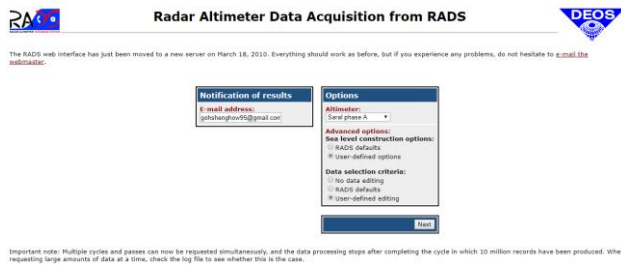 RADS
Radar Altimeter Data Acquisition from RADS
DEOS
The RADS web interface has just been moved to a new server on March 18, 2010. Everything should work as before, but if you experience any problems, do not hesitate to e-mail the
webmaster.
Notification of results
E-mail address:
gohshenghow95@gmail.com
Options
Altimeter:
Saral phase A
Advanced options:
Sea level construction options:
RADS defaults
User-defined options
Data selection criteria:
No data editing
RADS defaults
User-defined editing
Next
Important note: Multiple cycles and passes can now be requested simultaneously, and the data processing stops after completing the cycle in which 10 million records have been produced. Whe
requesting large amounts of data at a time, check the log file to see whether this is the case.